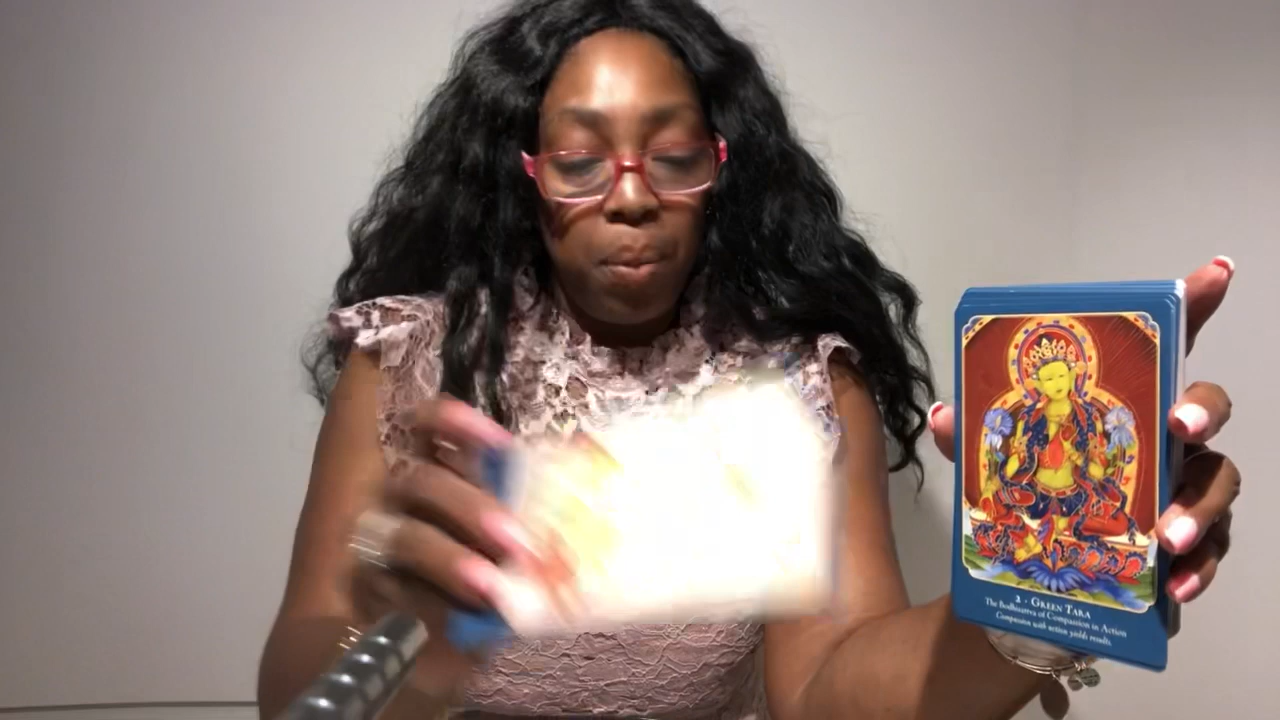 2 · GREEN TARA
The Bodhisattva of Compassion in Action
Compassion with action yields results.